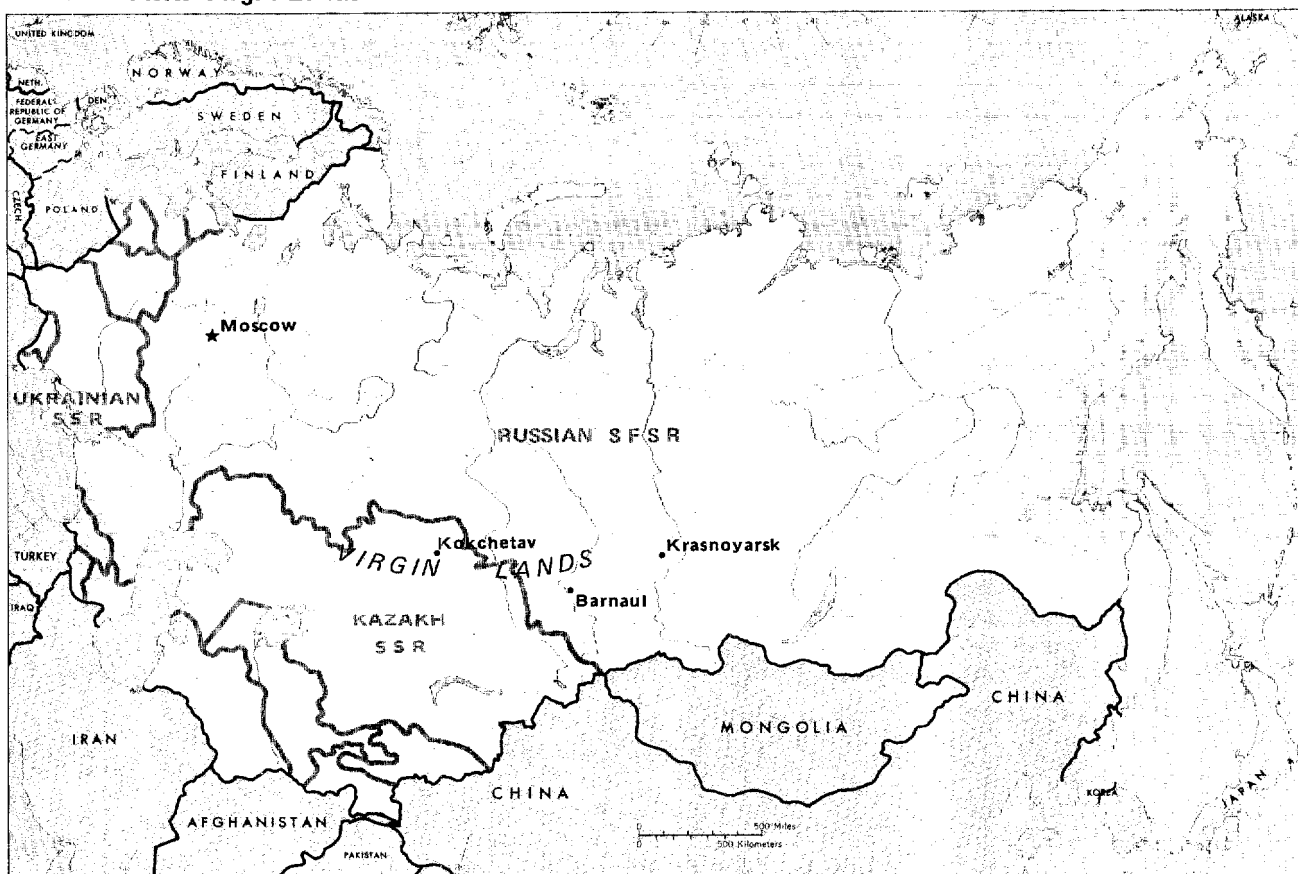 UNITED KINGDOM
ALASKA
NORWAY
NETH.
DEN
FEDERAL
REPUBLIC OF
GERMANY
SWEDEN
EAST
GERMANY
FINLAND
CZECH
POLAND
Moscow
UKRAINIAN
SSR
RUSSIAN SFSR
TURKEY
Kokchetav
Krasnoyarsk
VIRGIN LANDS
IRAQ
Barnaul
KAZAKH
SSR
CHINA
IRAN
MONGOLIA
CHINA
KOREA
JAPAN
AFGHANISTAN
PAKISTAN
0 500 Miles
0 500 Kilometers